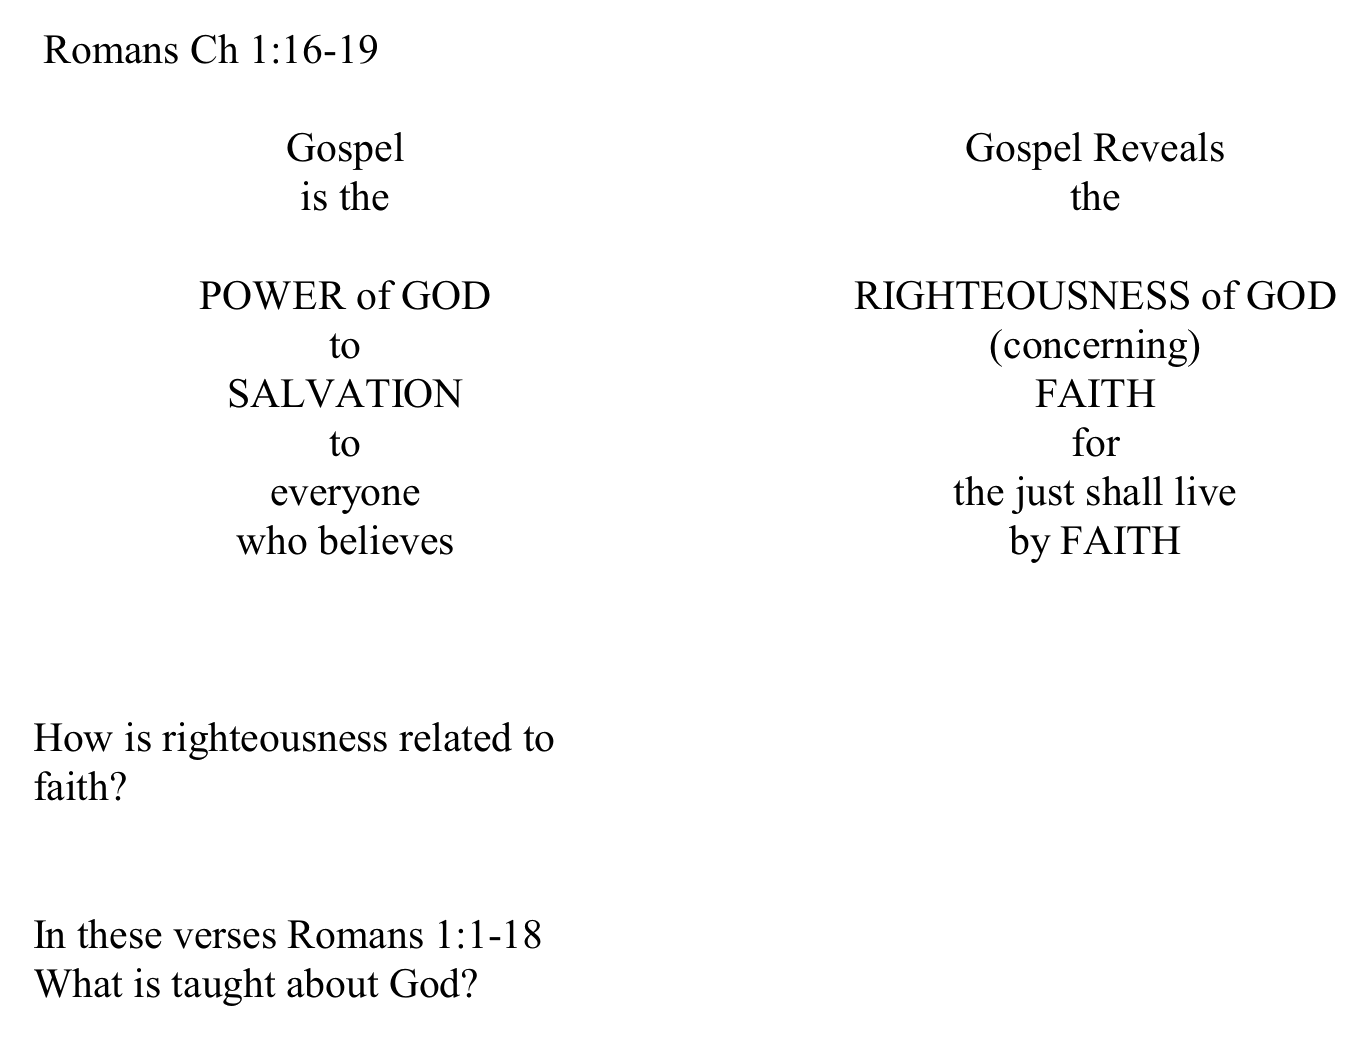 Romans Ch 1:16-19
Gospel
is the
POWER of GOD
to
SALVATION
to
everyone
who believes
Gospel Reveals
the
RIGHTEOUSNESS of GOD
(concerning)
FAITH
for
the just shall live
by FAITH
How is righteousness related to
faith?
In these verses Romans 1:1-18
What is taught about God?